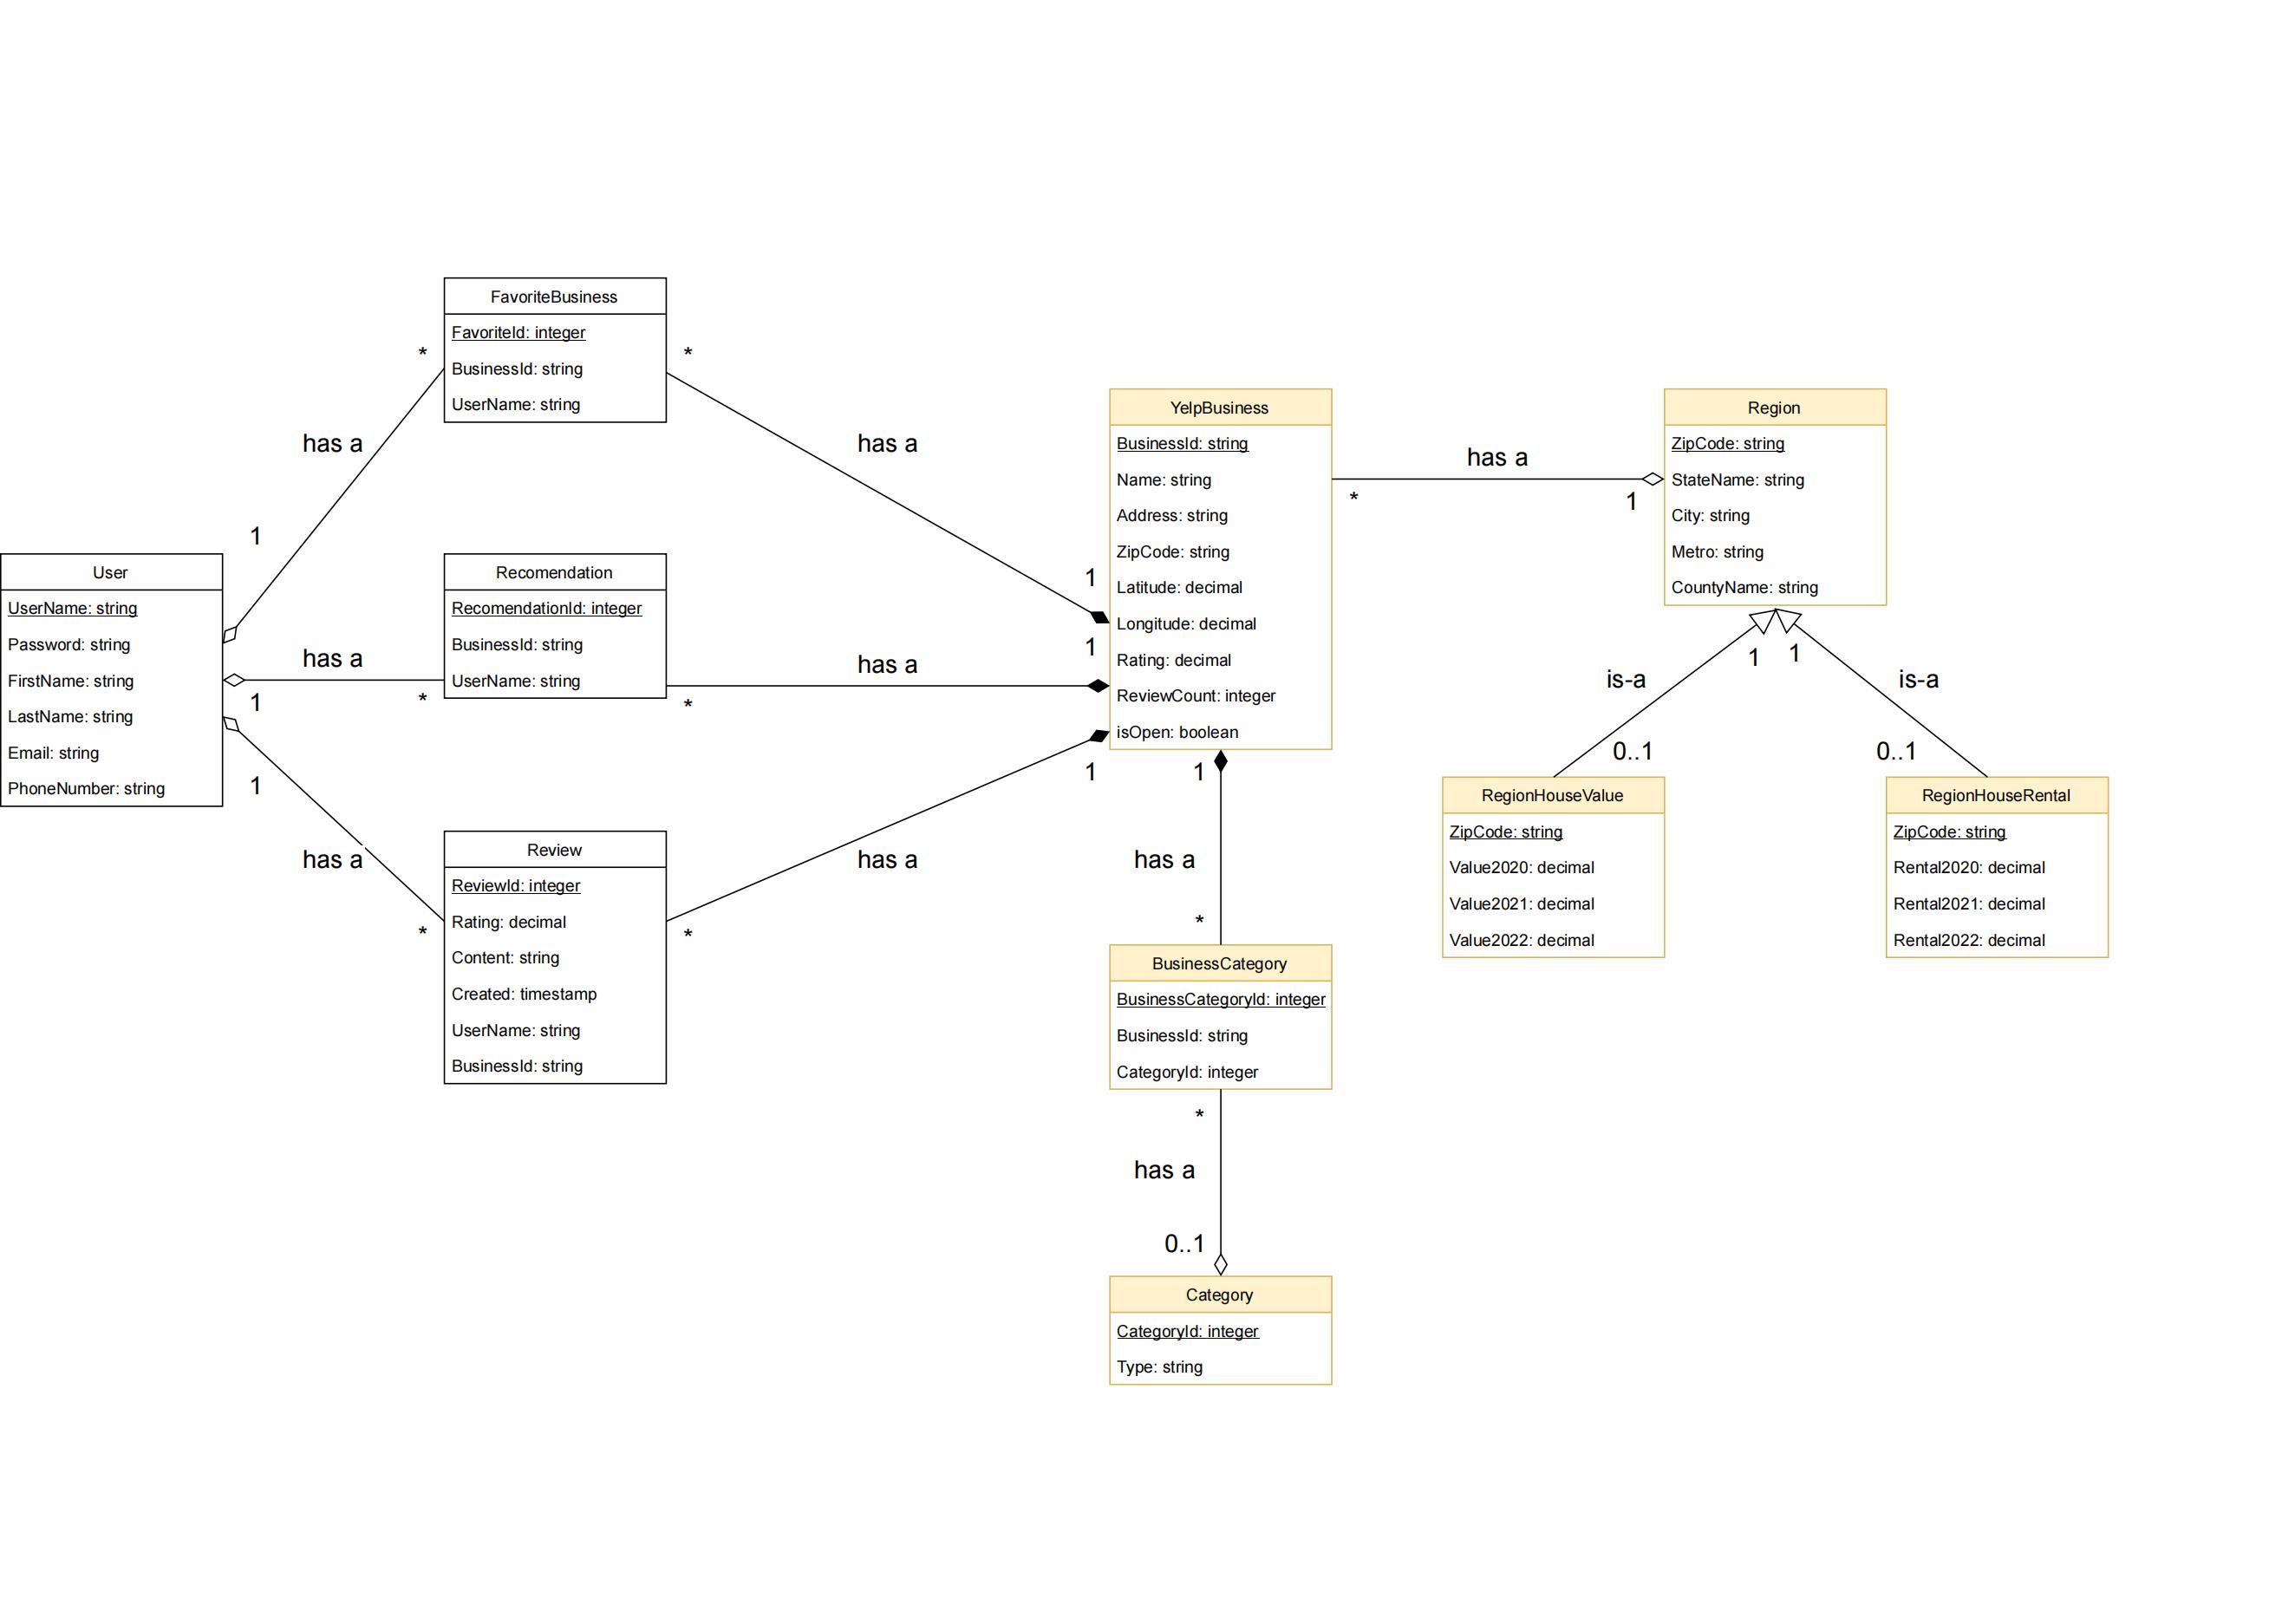 FavoriteBusiness
FavoriteId: integer
BusinessId: string
UserName: string
*
*
has a
1
has a
1
User
UserName: string
Password: string
FirstName: string
LastName: string
Email: string
PhoneNumber: string
Recomendation
RecomendationId: integer
BusinessId: string
UserName: string
has a
1
*
has a
*
1
1
has a
*
Review
ReviewId: integer
Rating: decimal
Content: string
Created: timestamp
UserName: string
BusinessId: string
has a
*
1
YelpBusiness
BusinessId: string
Name: string
Address: string
ZipCode: string
Latitude: decimal
Longitude: decimal
Rating: decimal
ReviewCount: integer
isOpen: boolean
has a
*
1
Region
ZipCode: string
StateName: string
City: string
Metro: string
CountyName: string
1
1
is-a
is-a
0..1
0..1
RegionHouseValue
ZipCode: string
Value2020: decimal
Value2021: decimal
Value2022: decimal
RegionHouseRental
ZipCode: string
Rental2020: decimal
Rental2021: decimal
Rental2022: decimal
1
has a
*
BusinessCategory
BusinessCategoryId: integer
BusinessId: string
CategoryId: integer
*
has a
0..1
Category
CategoryId: integer
Type: string